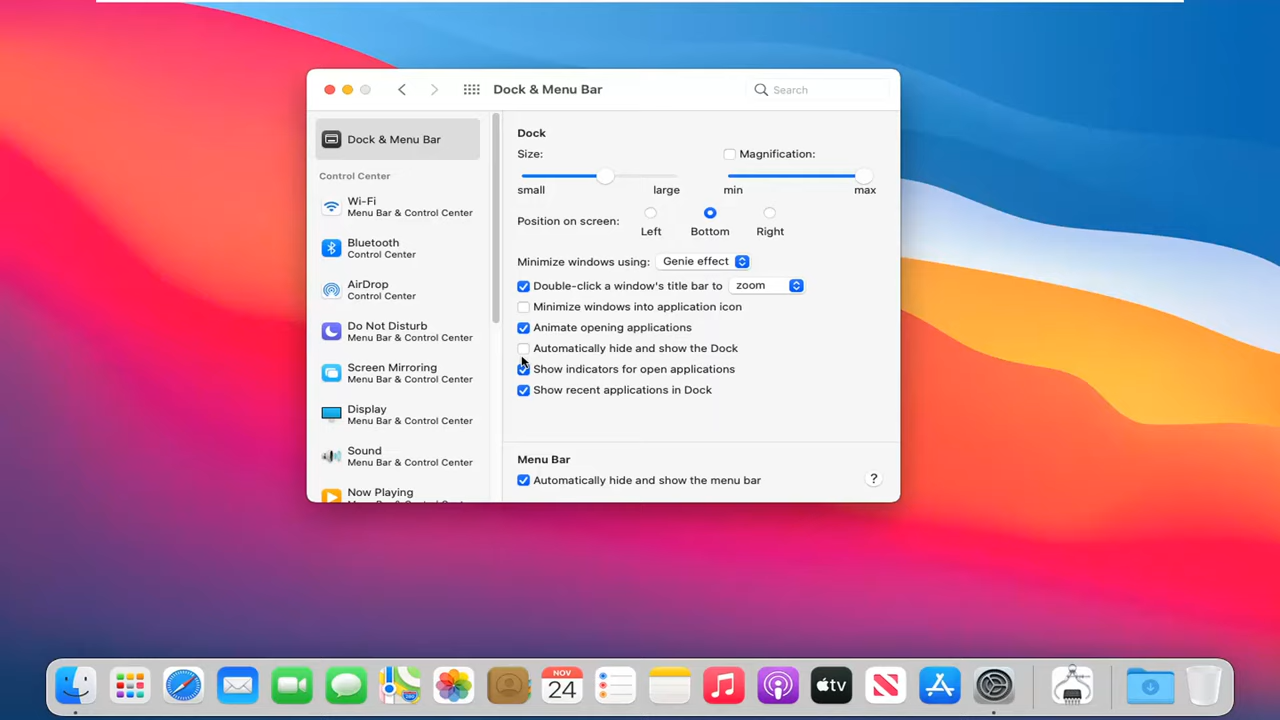 Dock & Menu Bar
Search
Dock & Menu Bar
Control Center
Wi-Fi
Menu Bar & Control Center
Bluetooth
Control Center
AirDrop
Control Center
Do Not Disturb
Menu Bar & Control Center
Screen Mirroring
Menu Bar & Control Center
Display
Menu Bar & Control Center
Sound
Menu Bar & Control Center
Now Playing
Dock
Size:
small large
Magnification:
min max
Position on screen:
Left Bottom Right
Minimize windows using: Genie effect
Double-click a window's title bar to zoom
Minimize windows into application icon
Animate opening applications
Automatically hide and show the Dock
Show indicators for open applications
Show recent applications in Dock
Menu Bar
Automatically hide and show the menu bar
?
NOV
24
tv